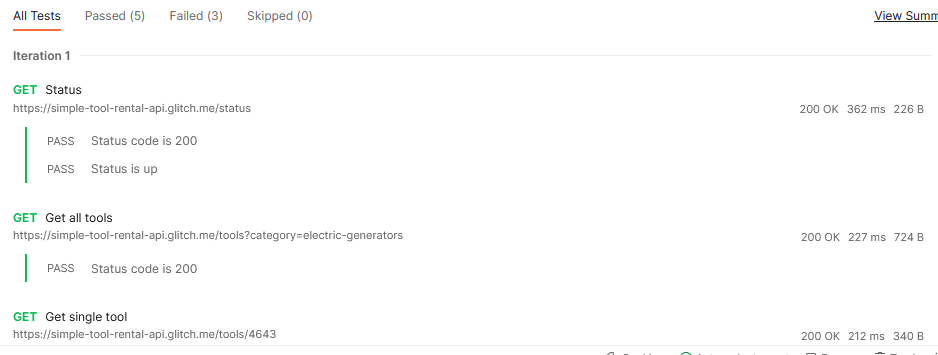 All Tests Passed (5) Failed (3) Skipped (0) View Summ
Iteration 1
GET Status
https://simple-tool-rental-api.glitch.me/status 200 OK 362 ms 226 B
PASS Status code is 200
PASS Status is up
GET Get all tools
https://simple-tool-rental-api.glitch.me/tools?category=electric-generators 200 OK 227 ms 724 B
PASS Status code is 200
GET Get single tool
https://simple-tool-rental-api.glitch.me/tools/4643 200 OK 212 ms 340 B